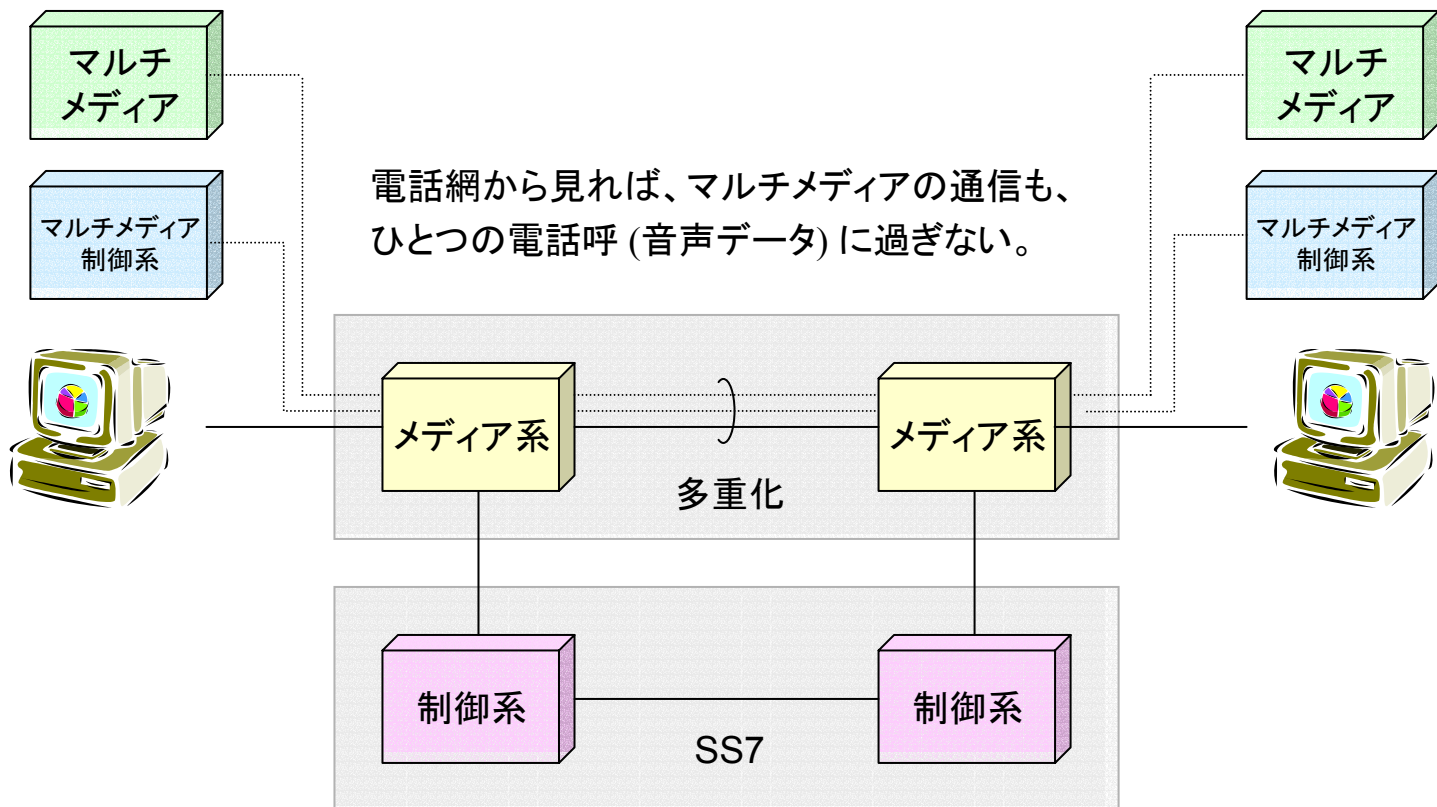 マルチ
メディア
マルチ
メディア
電話網から見れば、マルチメディアの通信も、
ひとつの電話呼 (音声データ) に過ぎない。
マルチメディア
制御系
マルチメディア
制御系
メディア系
メディア系
多重化
制御系
制御系
SS7